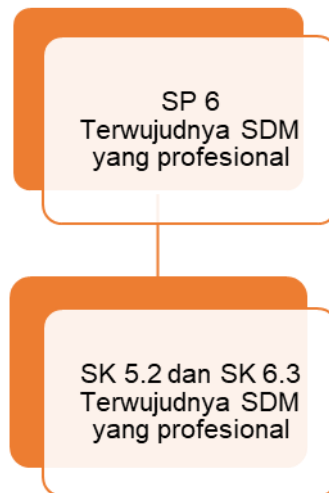 SP 6
Terwujudnya SDM
yang profesional
SK 5.2 dan SK 6.3
Terwujudnya SDM
yang profesional